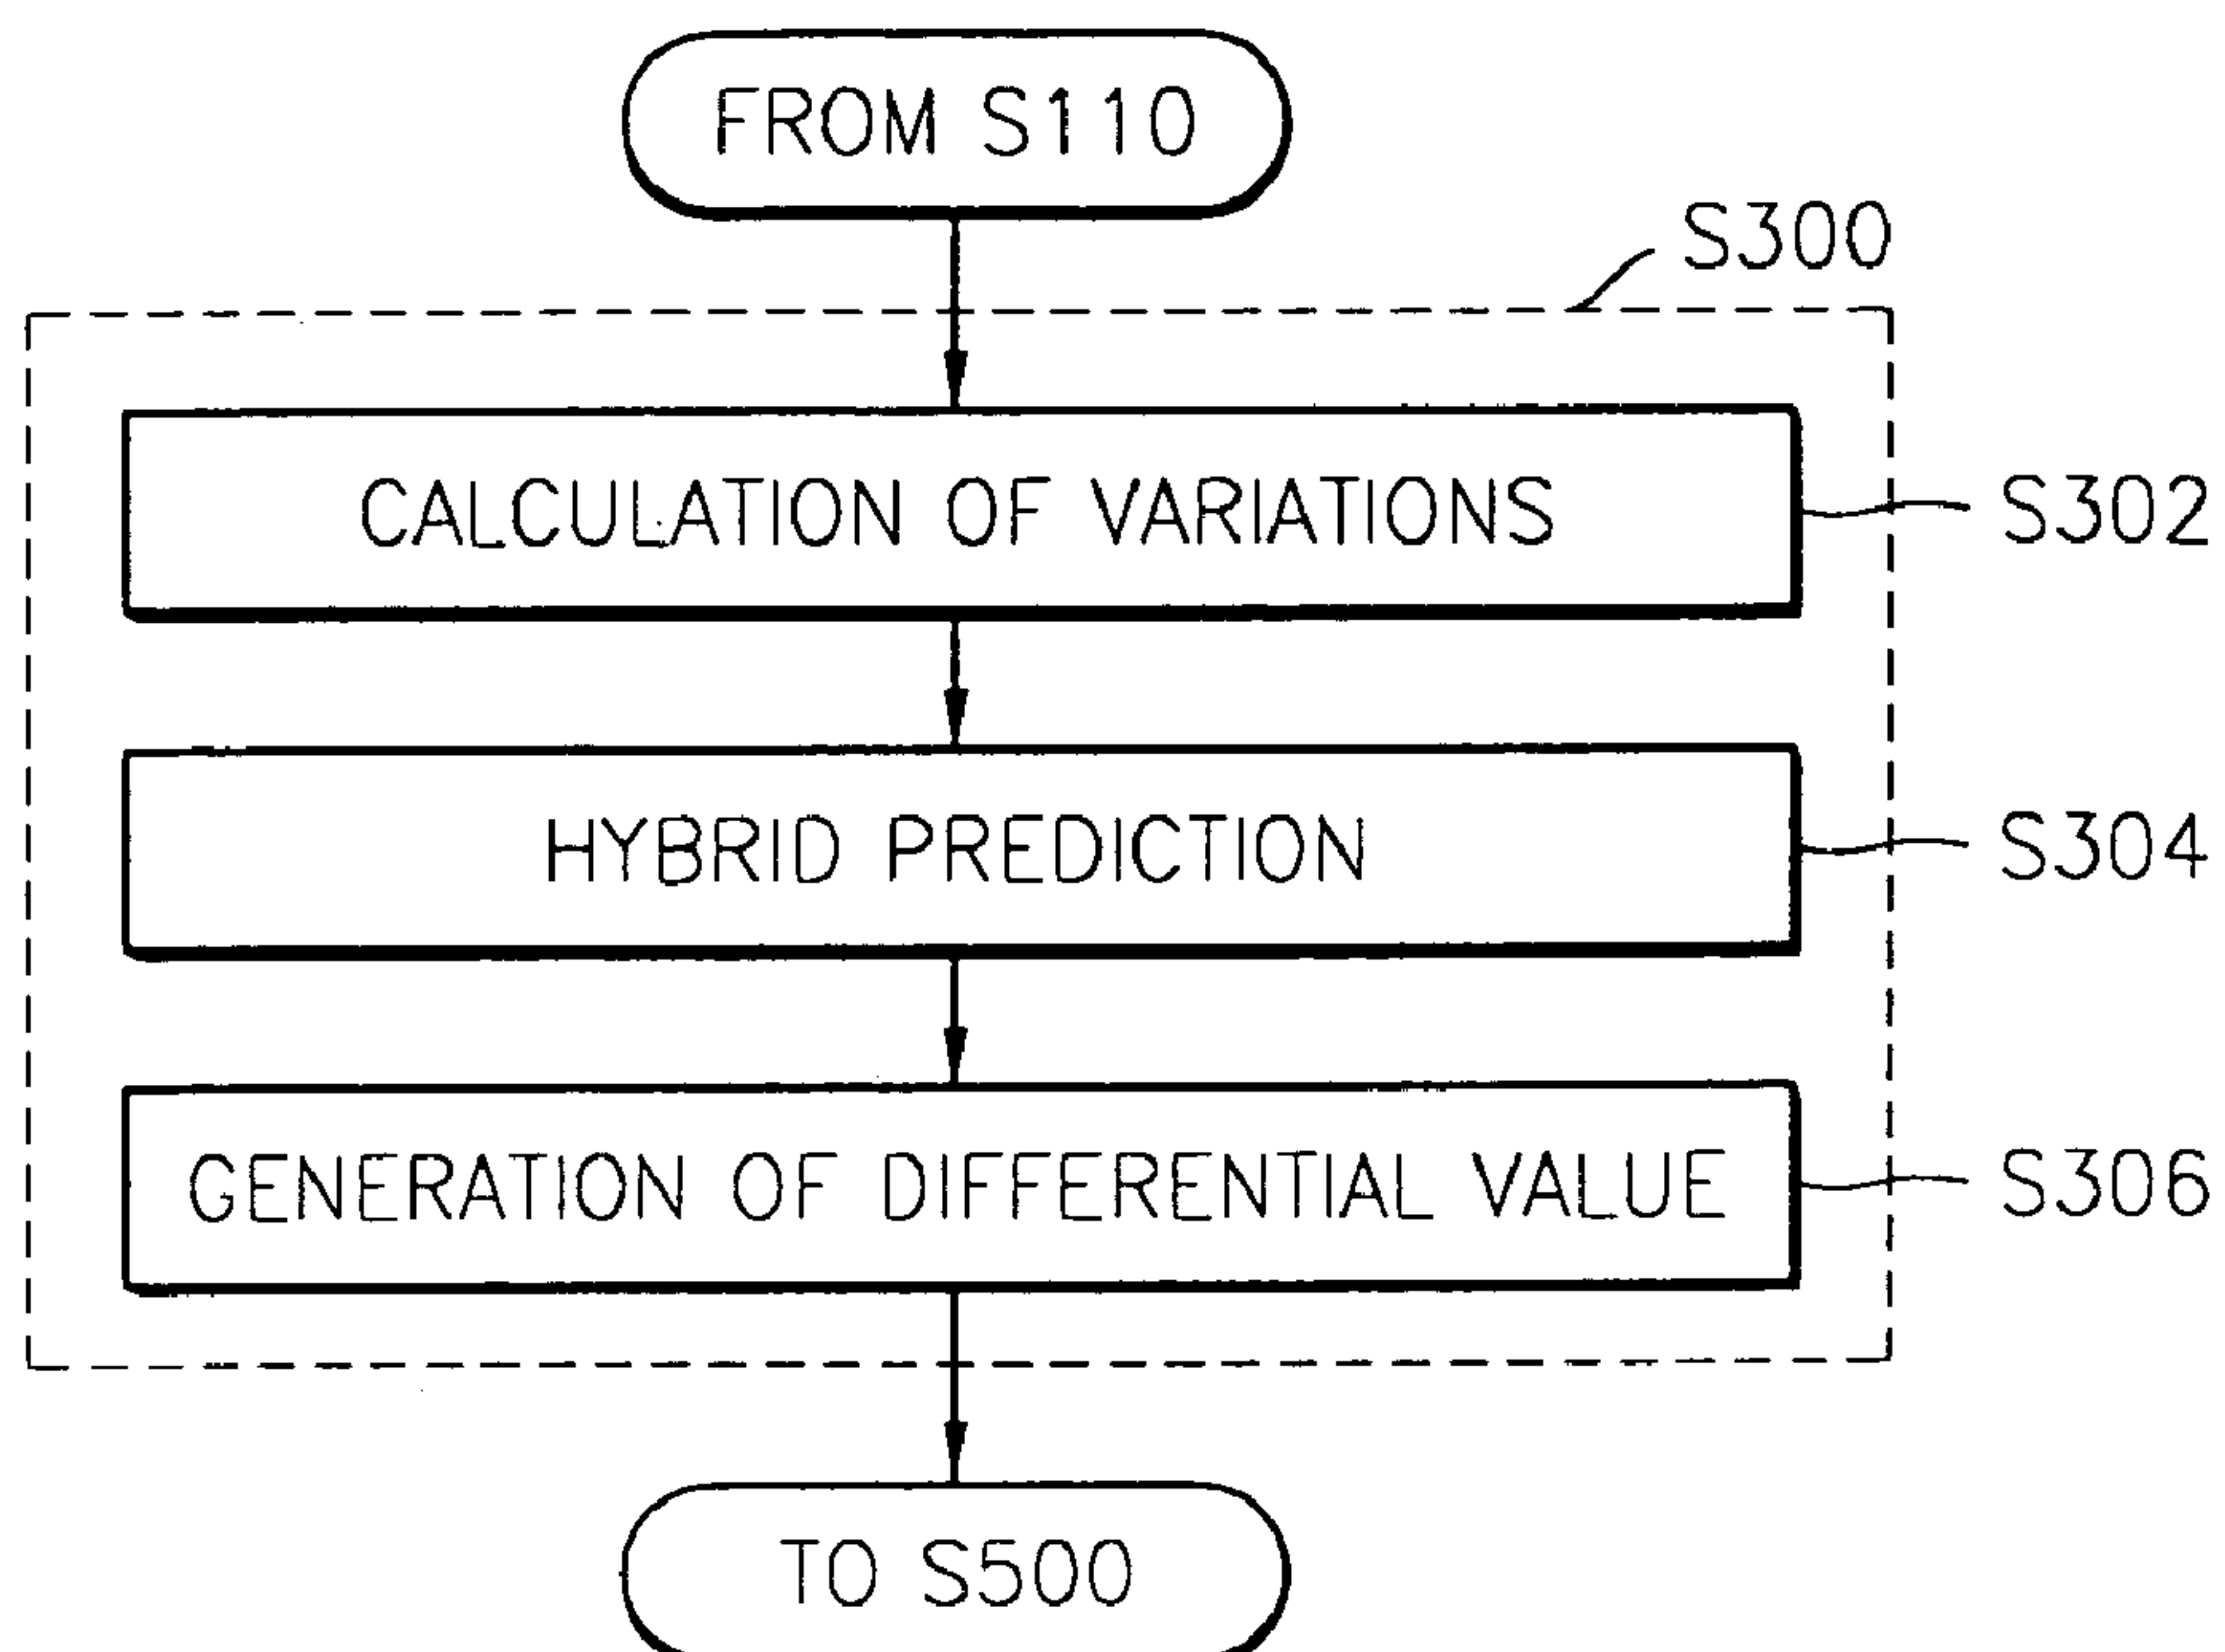 FROM S110
S300
CALCULATION OF VARIATIONS
S302
HYBRID PREDICTION
S304
GENERATION OF DIFFERENTIAL VALUE
S306
TO S500